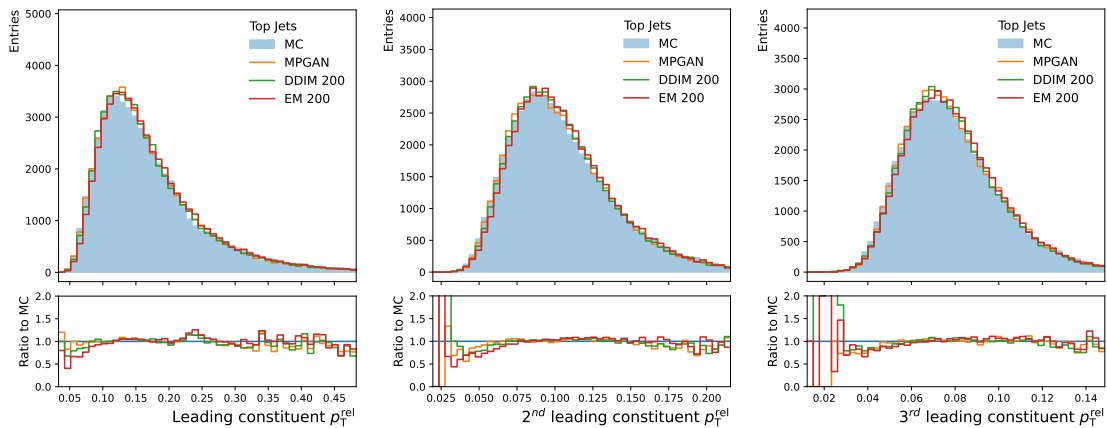 Entries
5000
4000
3000
2000
1000
0
Top Jets
MC
MPGAN
DDIM 200
EM 200
Ratio to MC
2.0
1.5
1.0
0.5
0.0
0.05 0.10 0.15 0.20 0.25 0.30 0.35 0.40 0.45
Leading constituent p_T^rel
Entries
4000
3500
3000
2500
2000
1500
1000
500
0
Top Jets
MC
MPGAN
DDIM 200
EM 200
Ratio to MC
2.0
1.5
1.0
0.5
0.0
0.025 0.050 0.075 0.100 0.125 0.150 0.175 0.200
2^nd leading constituent p_T^rel
Entries
4000
3500
3000
2500
2000
1500
1000
500
0
Top Jets
MC
MPGAN
DDIM 200
EM 200
Ratio to MC
2.0
1.5
1.0
0.5
0.0
0.02 0.04 0.06 0.08 0.10 0.12 0.14
3^rd leading constituent p_T^rel